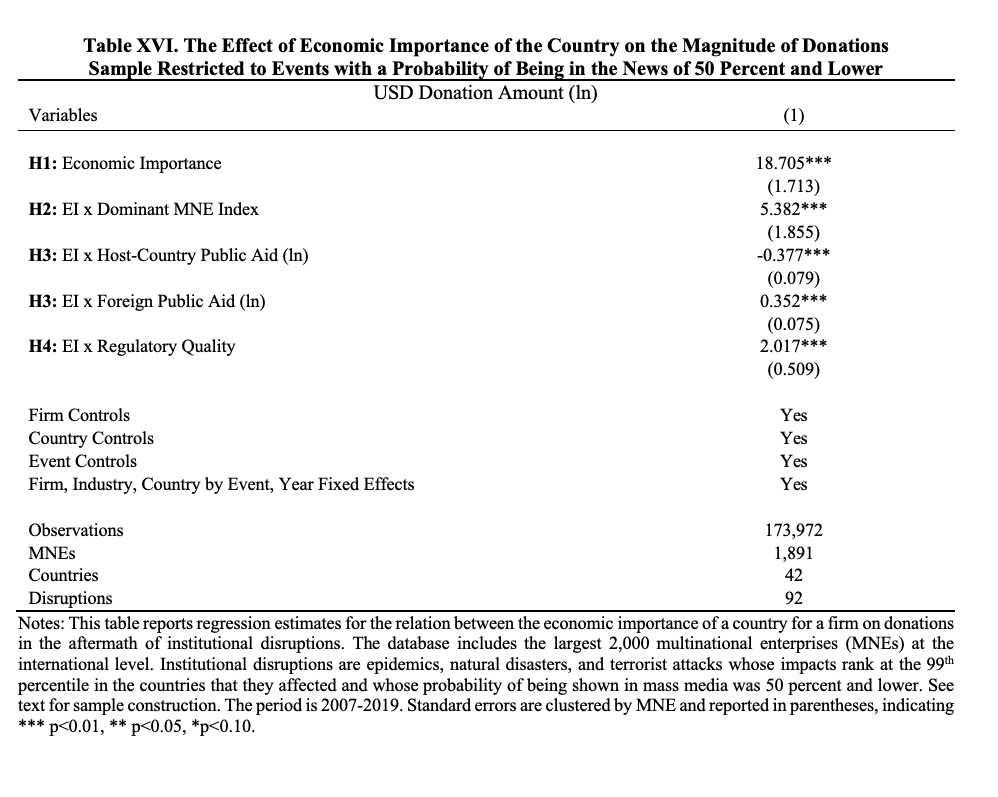 Table XVI. The Effect of Economic Importance of the Country on the Magnitude of Donations
Sample Restricted to Events with a Probability of Being in the News of 50 Percent and Lower
USD Donation Amount (ln)
Variables (1)
H1: Economic Importance 18.705***
(1.713)
H2: EI x Dominant MNE Index 5.382***
(1.855)
H3: EI x Host-Country Public Aid (ln) -0.377***
(0.079)
H3: EI x Foreign Public Aid (ln) 0.352***
(0.075)
H4: EI x Regulatory Quality 2.017***
(0.509)
Firm Controls Yes
Country Controls Yes
Event Controls Yes
Firm, Industry, Country by Event, Year Fixed Effects Yes
Observations 173,972
MNEs 1,891
Countries 42
Disruptions 92
Notes: This table reports regression estimates for the relation between the economic importance of a country for a firm on donations
in the aftermath of institutional disruptions. The database includes the largest 2,000 multinational enterprises (MNEs) at the
international level. Institutional disruptions are epidemics, natural disasters, and terrorist attacks whose impacts rank at the 99th
percentile in the countries that they affected and whose probability of being shown in mass media was 50 percent and lower. See
text for sample construction. The period is 2007-2019. Standard errors are clustered by MNE and reported in parentheses, indicating
*** p<0.01, ** p<0.05, *p<0.10.